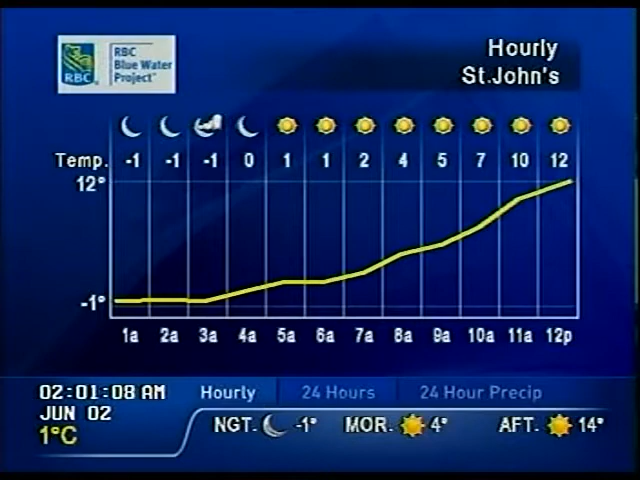 RBC
RBC
Blue Water
Project
Hourly
St.John's
Temp. -1 -1 -1 0 1 1 2 4 5 7 10 12
12°
-1°
1a 2a 3a 4a 5a 6a 7a 8a 9a 10a 11a 12p
02:01:08 AM
JUN 02
1°C
Hourly 24 Hours 24 Hour Precip
NGT. -1° MOR. 4° AFT. 14°